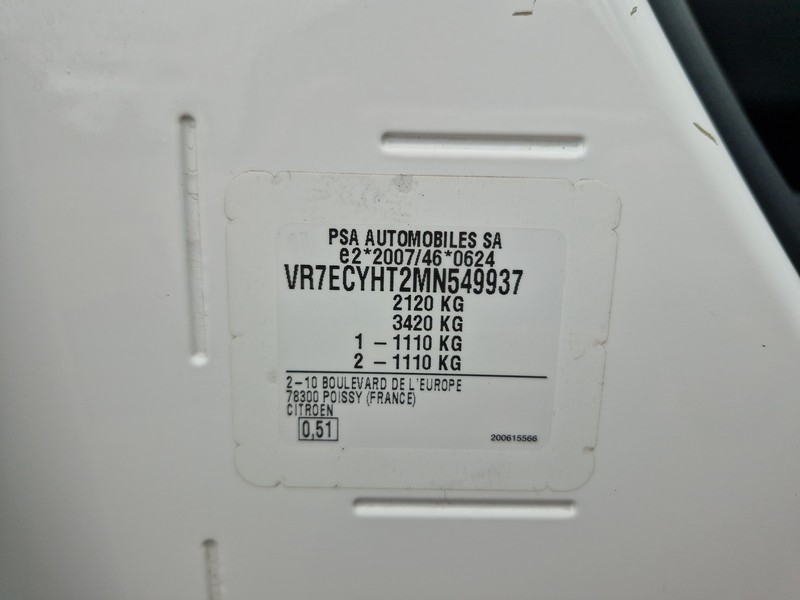 PSA AUTOMOBILES SA
e2*2007/46*0624
VR7ECYHT2MN549937
2120 KG
3420 KG
1 - 1110 KG
2 - 1110 KG
2-10 BOULEVARD DE L'EUROPE
78300 POISSY (FRANCE)
CITROEN
0,51
200615566